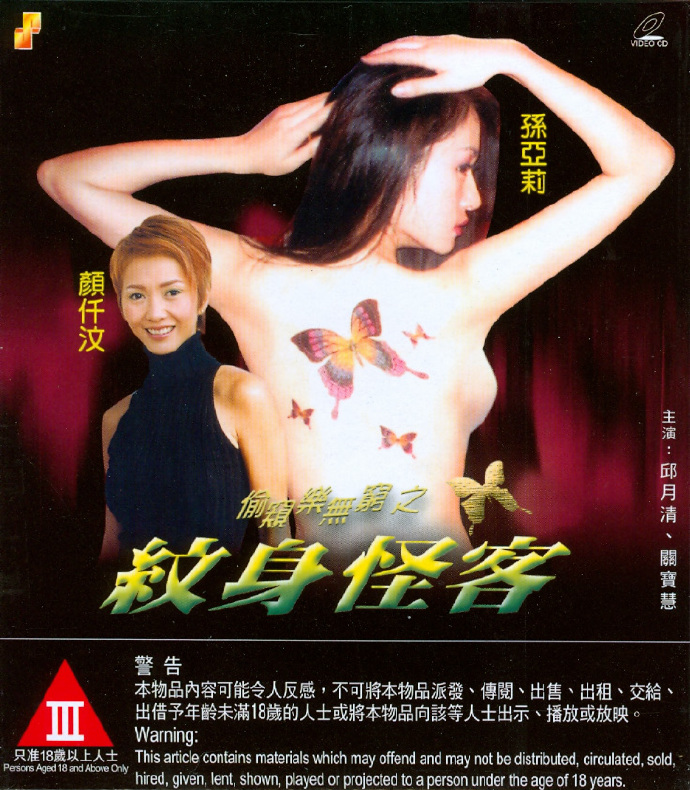 VIDEO CD
孫亞莉
顏仟汶
主演：邱月清、關寶慧
偷窺樂無窮之
紋身怪客
III
只准18歲以上人士
Persons Aged 18 and Above Only
警告
本物品內容可能令人反感，不可將本物品派發、傳閱、出售、出租、交給、
出借予年齡未滿18歲的人士或將本物品向該等人士出示、播放或放映。
Warning:
This article contains materials which may offend and may not be distributed, circulated, sold,
hired, given, lent, shown, played or projected to a person under the age of 18 years.